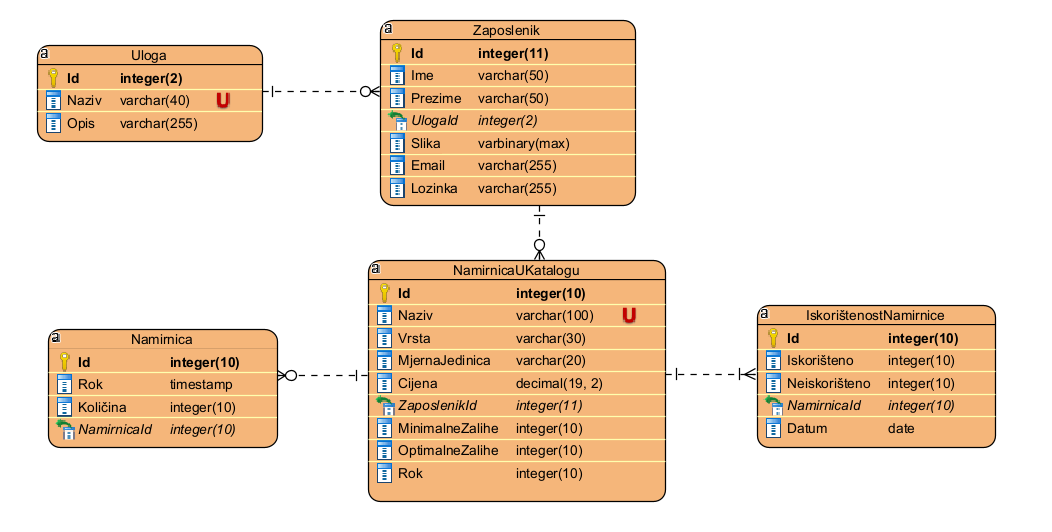 a
Uloga
Id integer(2)
Naziv varchar(40) U
Opis varchar(255)
a
Zaposlenik
Id integer(11)
Ime varchar(50)
Prezime varchar(50)
UlogaId integer(2)
Slika varbinary(max)
Email varchar(255)
Lozinka varchar(255)
a
NamirnicaUKatalogu
Id integer(10)
Naziv varchar(100) U
Vrsta varchar(30)
MjernaJedinica varchar(20)
Cijena decimal(19, 2)
ZaposlenikId integer(11)
MinimalneZalihe integer(10)
OptimalneZalihe integer(10)
Rok integer(10)
a
Namirnica
Id integer(10)
Rok timestamp
Količina integer(10)
NamirnicaId integer(10)
a
IskorištenostNamirnice
Id integer(10)
Iskorišteno integer(10)
Neiskorišteno integer(10)
NamirnicaId integer(10)
Datum date